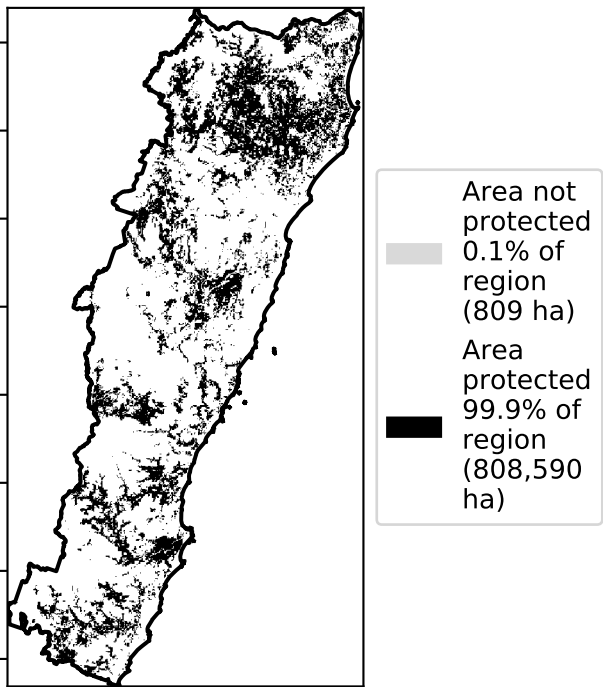 Area not
protected
0.1% of
region
(809 ha)
Area
protected
99.9% of
region
(808,590
ha)